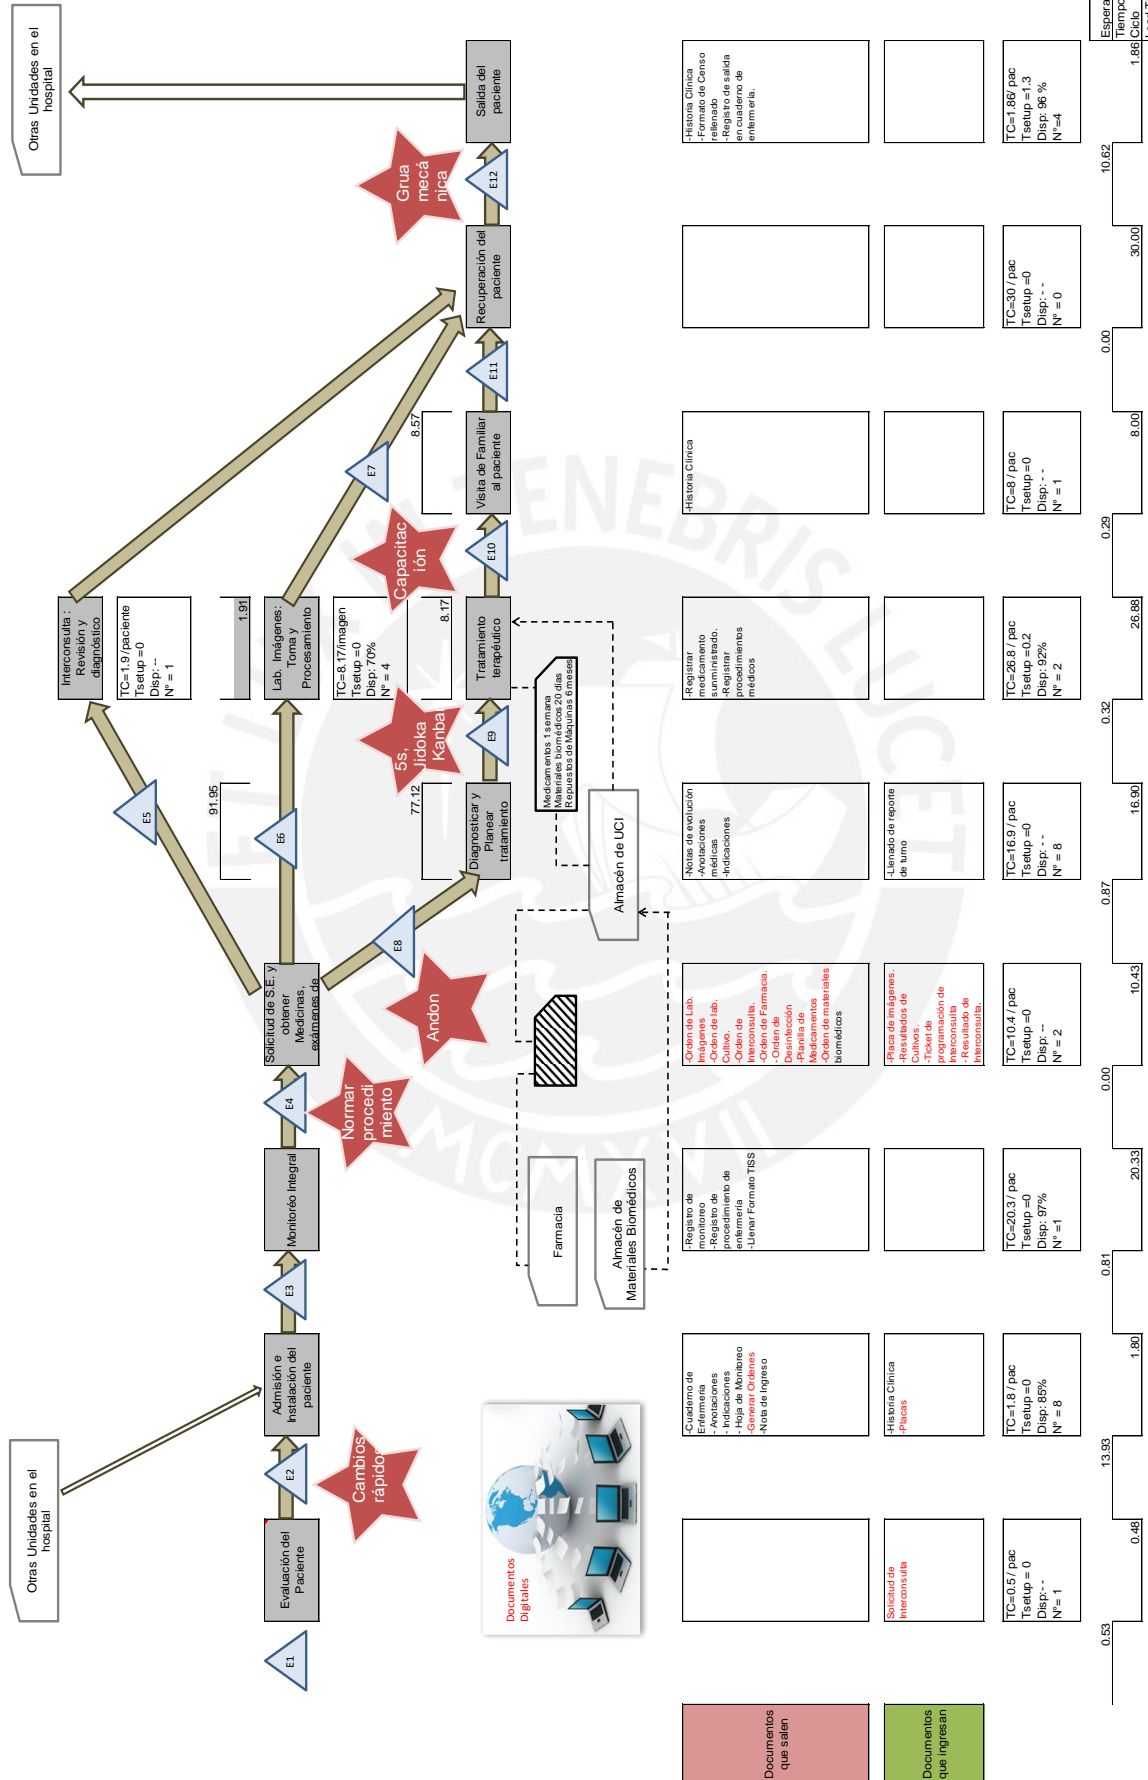 Otras Unidades en el
hospital
Otras Unidades en el
hospital
Interconsulta :
Revisión y
diagnóstico
TC=1.9 /paciente
Tsetup =0
Disp: --
N° = 1
91.95
1.91
E5
E1
Evaluación del
Paciente
E2
Admisión e
Instalación del
paciente
E3
Monitoréo Integral
E4
Solicitud de S.E. y
obtener
Medicinas,
exámenes de
E6
Lab. Imágenes:
Toma y
Procesamiento
E7
TC=8.17/imagen
Tsetup =0
Disp: 70%
N° = 4
77.12
8.17
8.57
Cambios
rápidos
Normar
procedi
miento
Andon
5s,
Jidoka
Kanba
Capacitac
ión
Grua
mecá
nica
E8
Diagnosticar y
Planear
tratamiento
E9
Tratamiento
terapéutico
E10
Visita de Familiar
al paciente
E11
Recuperación del
paciente
E12
Salida del
paciente
Documentos
Digitales
Farmacia
Almacén de
Materiales Biomédicos
Almacén de UCI
Medicamentos 1 semana
Materiales biomédicos 20 días
Repuestos de Máquinas 6 meses
EL LUX IN TENEBRIS LUCET
MCMXVII
Documentos
que salen
-Cuaderno de
Enfermería
- Anotaciones
- Indicaciones
- Hoja de Monitoreo
-Generar Ordenes
-Nota de Ingreso
-Registro de
monitoreo
-Registro de
procedimiento de
enfermería
-Llenar Formato TISS
-Orden de Lab.
Imágenes
-Orden de lab.
Cultivo.
-Orden de
Interconsulta.
-Orden de Farmacia.
- Orden de
Desinfección
-Planilla de
Medicamentos
-Orden de materiales
biomédicos
-Notas de evolución
-Anotaciones
médicas
-Indicaciones
-Registrar
medicamento
sumministrado.
-Registrar
procedimientos
médicos
-Historia Clínica
-Historia Clínica
-Formato de Censo
rellenado
-Registro de salida
en cuaderno de
enfermería.
Documentos
que ingresan
Solicitud de
Interconsulta
-Historia Clínica
-Placas
-Placa de imágenes.
-Resultados de
Cultivos.
-Ticket de
programación de
Interconsulta
-Resultado de
Interconsulta.
-Llenado de reporte
de turno
TC=0.5 / pac
Tsetup = 0
Disp:- -
N°= 1
TC=1.8 / pac
Tsetup =0
Disp: 85%
N° = 8
TC=20.3 / pac
Tsetup =0
Disp: 97%
N° =1
TC=10.4 / pac
Tsetup =0
Disp: --
N° = 2
TC=16.9 / pac
Tsetup =0
Disp: - -
N° = 8
TC=26.8 / pac
Tsetup =0.2
Disp: 92%
N° = 2
TC=8 / pac
Tsetup =0
Disp: - -
N° = 1
TC=30 / pac
Tsetup =0
Disp: - -
N° = 0
TC=1.86/ pac
Tsetup =1.3
Disp: 96 %
N°=4
0.53
13.93
0.81
0.00
0.87
0.32
0.29
0.00
10.62
Espera
0.48
1.80
20.33
10.43
16.90
26.88
8.00
30.00
1.86
Tiempo
Ciclo